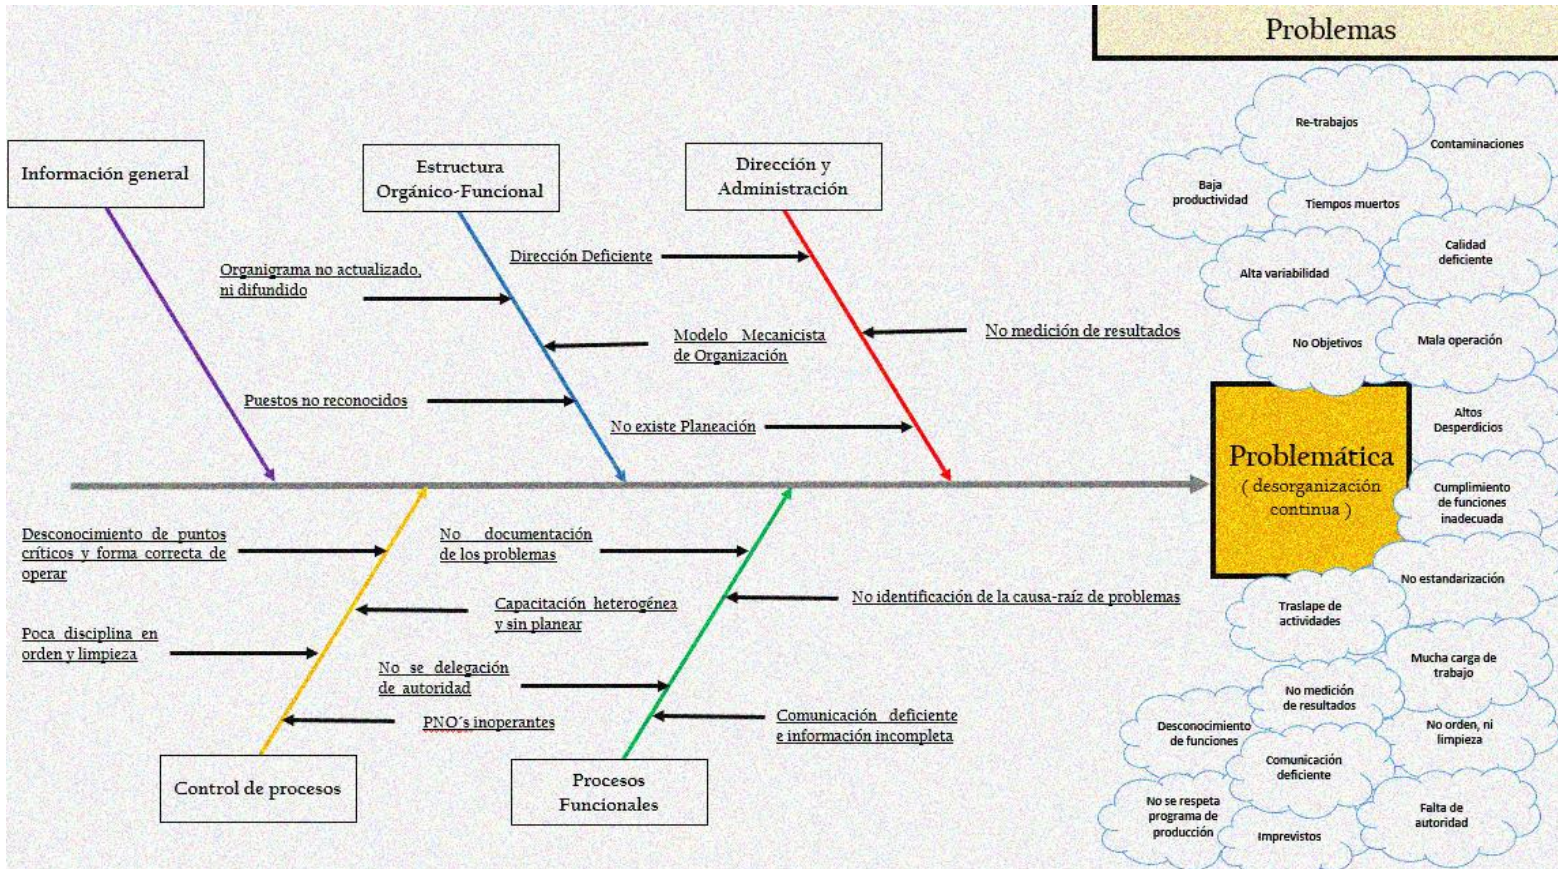 Problemas
Información general
Estructura
Orgánico-Funcional
Dirección y
Administración
Organigrama no actualizado,
ni difundido
Puestos no reconocidos
Modelo Mecanicista
de Organización
Dirección Deficiente
No medición de resultados
No existe Planeación
Problemática
( desorganización
continua )
Desconocimiento de puntos
críticos y forma correcta de
operar
Poca disciplina en
orden y limpieza
Capacitación heterogénea
y sin planear
PNO´s inoperantes
Control de procesos
No documentación
de los problemas
No identificación de la causa-raíz de problemas
No se delegación
de autoridad
Comunicación deficiente
e información incompleta
Procesos
Funcionales
Re-trabajos
Contaminaciones
Baja
productividad
Tiempos muertos
Calidad
deficiente
Alta variabilidad
No Objetivos
Mala operación
Altos
Desperdicios
Cumplimiento
de funciones
inadecuada
No estandarización
Traslape de
actividades
Mucha carga de
trabajo
No medición
de resultados
Desconocimiento
de funciones
No orden, ni
limpieza
Comunicación
deficiente
No se respeta
programa de
producción
Imprevistos
Falta de
autoridad